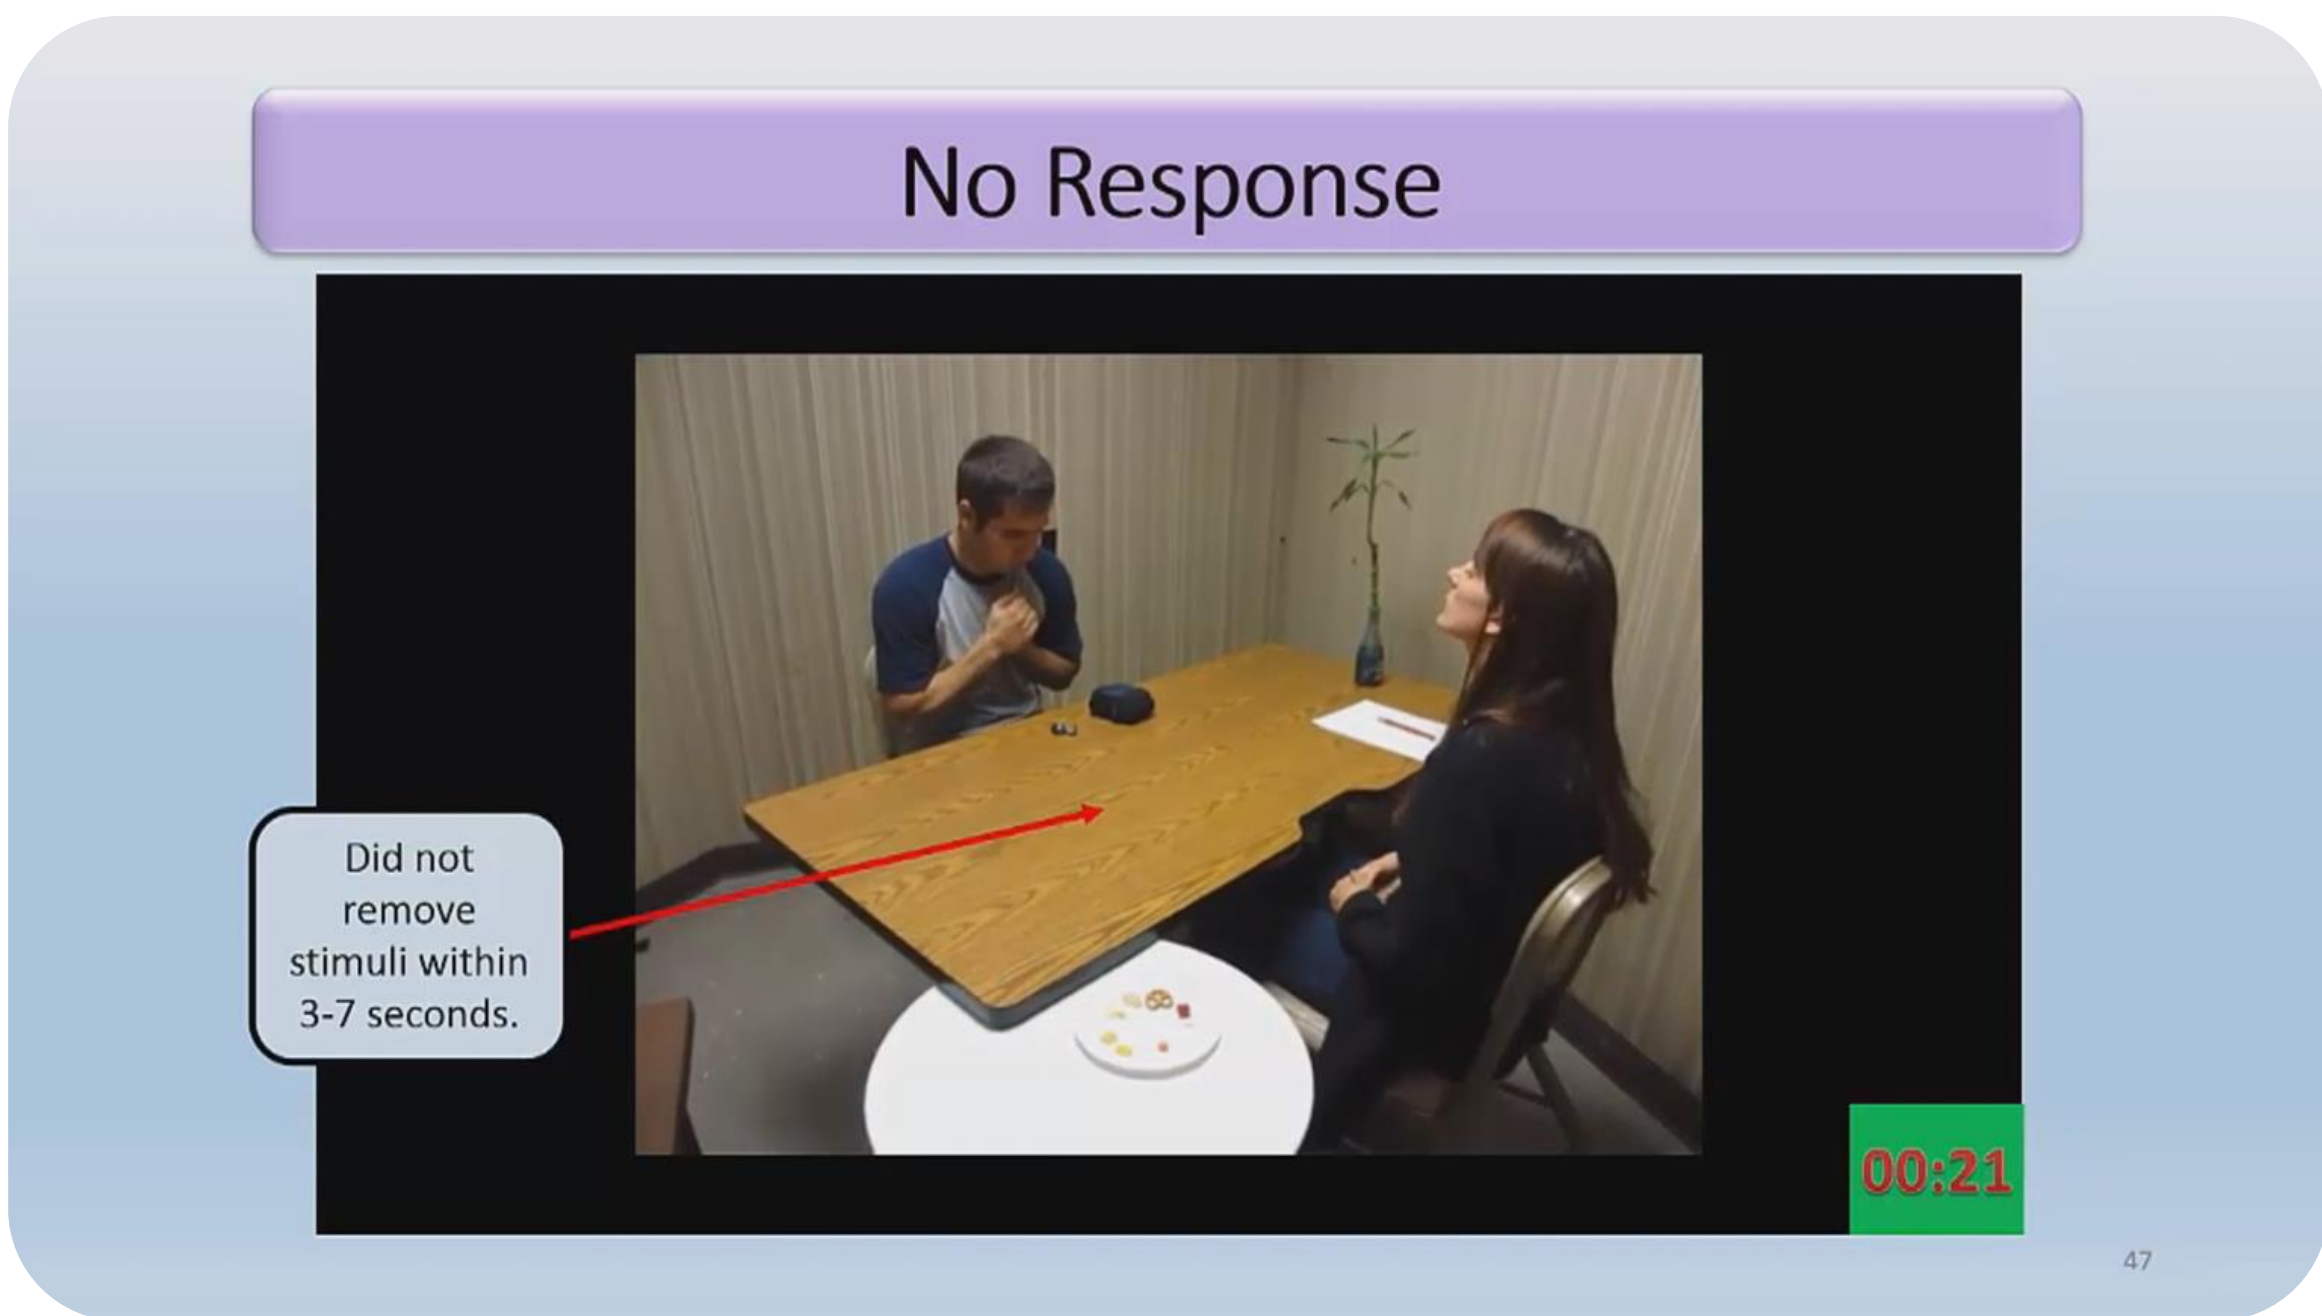 No Response
Did not
remove
stimuli within
3-7 seconds.
00:21
47